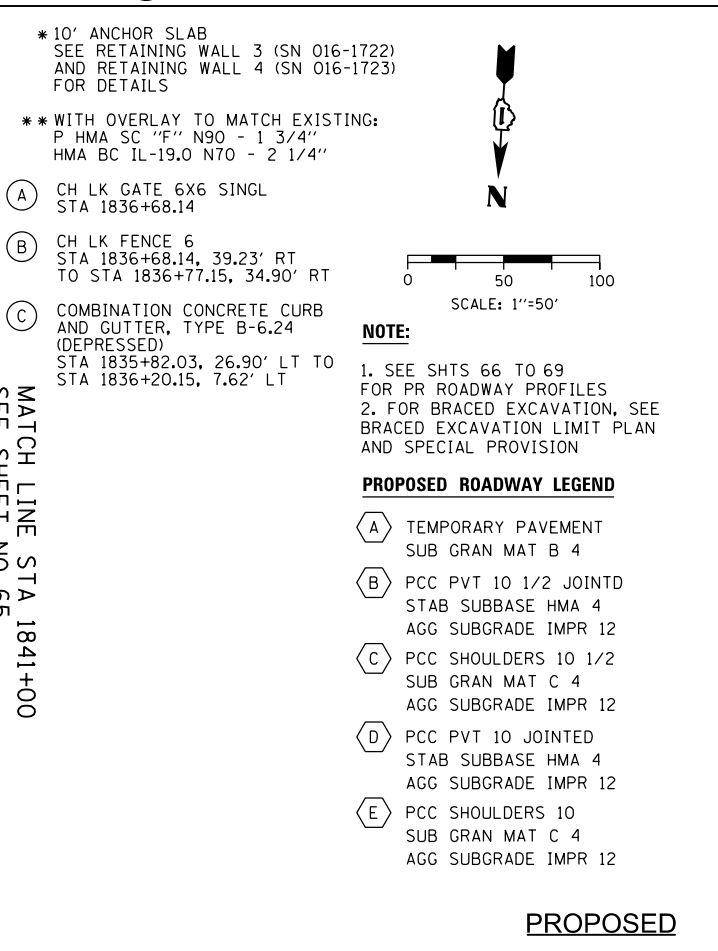 * 10' ANCHOR SLAB
SEE RETAINING WALL 3 (SN 016-1722)
AND RETAINING WALL 4 (SN 016-1723)
FOR DETAILS
** WITH OVERLAY TO MATCH EXISTING:
P HMA SC "F" N90 - 1 3/4"
HMA BC IL-19.0 N70 - 2 1/4"
A CH LK GATE 6X6 SINGL
STA 1836+68.14
B CH LK FENCE 6
STA 1836+68.14, 39.23' RT
TO STA 1836+77.15, 34.90' RT
C COMBINATION CONCRETE CURB
AND GUTTER, TYPE B-6.24
(DEPRESSED)
STA 1835+82.03, 26.90' LT TO
STA 1836+20.15, 7.62' LT
MATCH LINE STA 1841+00
SEE SHEET NO 65
I
N
0 50 100
SCALE: 1"=50'
NOTE:
1. SEE SHTS 66 TO 69
FOR PR ROADWAY PROFILES
2. FOR BRACED EXCAVATION, SEE
BRACED EXCAVATION LIMIT PLAN
AND SPECIAL PROVISION
PROPOSED ROADWAY LEGEND
A TEMPORARY PAVEMENT
SUB GRAN MAT B 4
B PCC PVT 10 1/2 JOINTD
STAB SUBBASE HMA 4
AGG SUBGRADE IMPR 12
C PCC SHOULDERS 10 1/2
SUB GRAN MAT C 4
AGG SUBGRADE IMPR 12
D PCC PVT 10 JOINTED
STAB SUBBASE HMA 4
AGG SUBGRADE IMPR 12
E PCC SHOULDERS 10
SUB GRAN MAT C 4
AGG SUBGRADE IMPR 12
PROPOSED